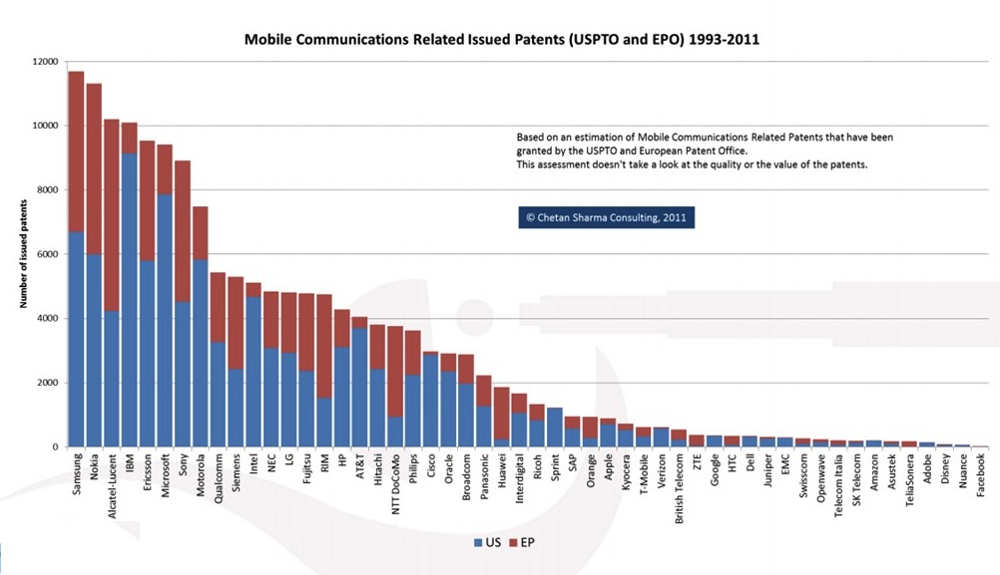 Mobile Communications Related Issued Patents (USPTO and EPO) 1993-2011
Number of issued patents
12000
10000
8000
6000
4000
2000
0
Based on an estimation of Mobile Communications Related Patents that have been
granted by the USPTO and European Patent Office.
This assessment doesn't take a look at the quality or the value of the patents.
© Chetan Sharma Consulting, 2011
Samsung
Nokia
Alcatel-Lucent
IBM
Ericsson
Microsoft
Sony
Motorola
Qualcomm
Siemens
Intel
NEC
LG
Fujitsu
RIM
HP
AT&T
Hitachi
NTT DoCoMo
Philips
Cisco
Oracle
Broadcom
Panasonic
Huawei
Interdigital
Ricoh
Sprint
SAP
Orange
Apple
Kyocera
T-Mobile
Verizon
British Telecom
ZTE
Google
HTC
Dell
Juniper
EMC
Swisscom
Openwave
Telecom Italia
SK Telecom
Amazon
Asustek
TeliaSonera
Adobe
Disney
Nuance
Facebook
US
EP